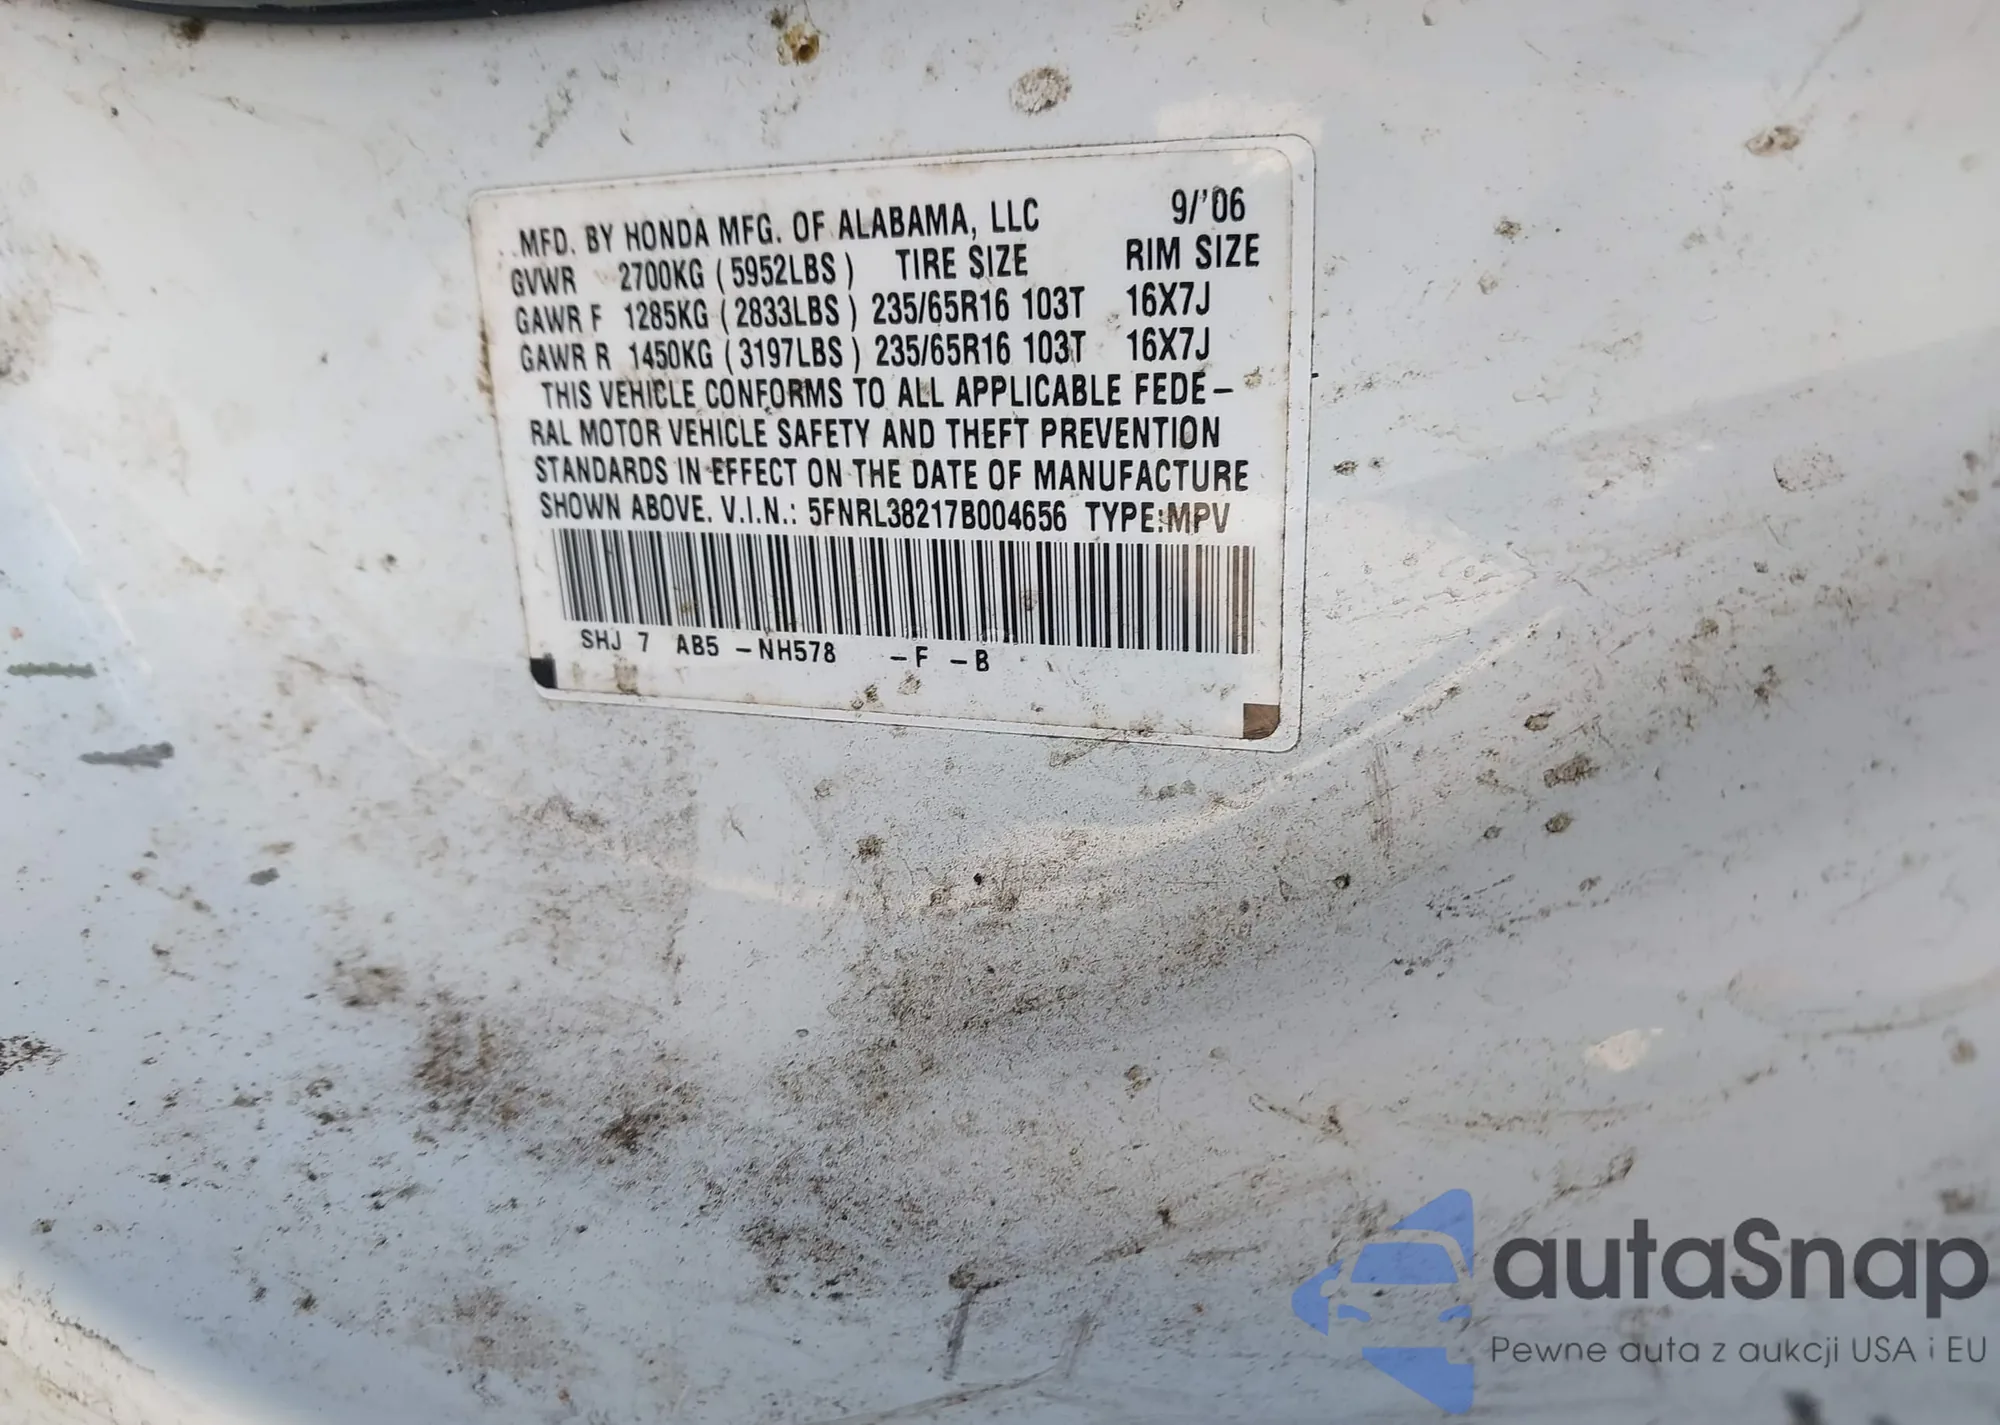 MFD. BY HONDA MFG. OF ALABAMA, LLC 9/'06
GVWR 2700KG (5952LBS) TIRE SIZE RIM SIZE
GAWR F 1285KG (2833LBS) 235/65R16 103T 16X7J
GAWR R 1450KG (3197LBS) 235/65R16 103T 16X7J
THIS VEHICLE CONFORMS TO ALL APPLICABLE FEDE-
RAL MOTOR VEHICLE SAFETY AND THEFT PREVENTION
STANDARDS IN EFFECT ON THE DATE OF MANUFACTURE
SHOWN ABOVE. V.I.N.: 5FNRL38217B004656 TYPE:MPV
SHJ 7 AB5 -NH578 -F -B
autaSnap
Pewne auta z aukcji USA i EU